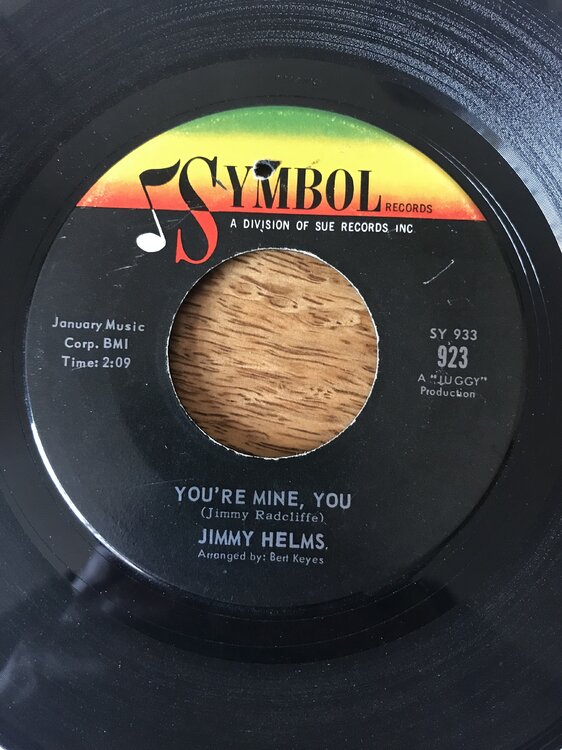 SYMBOL RECORDS
A DIVISION OF SUE RECORDS, INC
January Music
Corp. BMI
Time: 2:09
SY 933
923
A "JUGGY"
Production
YOU'RE MINE, YOU
(Jimmy Radcliffe)
JIMMY HELMS.
Arranged by: Bert Keyes